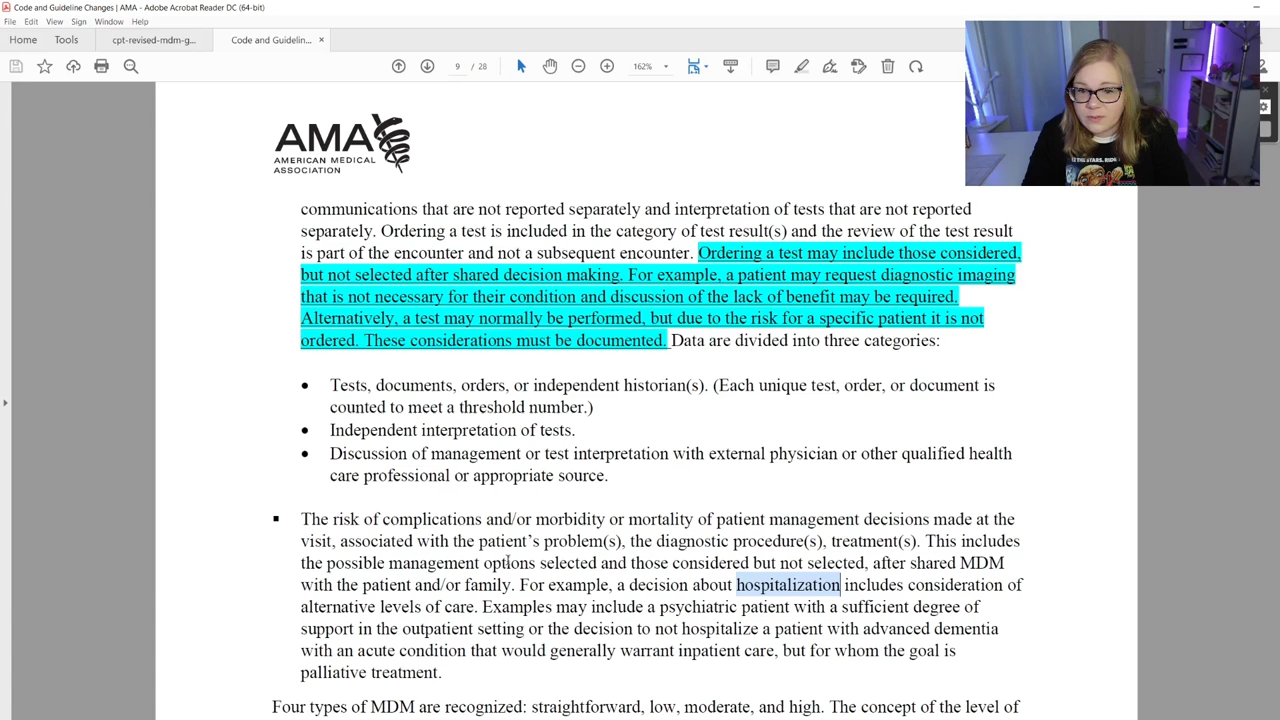 Code and Guideline Changes | AMA - Adobe Acrobat Reader DC (64-bit)
File Edit View Sign Window Help
Home Tools cpt-revised-mdm-g... Code and Guidelin... ×
9 / 28 162%
AMA
AMERICAN MEDICAL
ASSOCIATION
communications that are not reported separately and interpretation of tests that are not reported
separately. Ordering a test is included in the category of test result(s) and the review of the test result
is part of the encounter and not a subsequent encounter. Ordering a test may include those considered,
but not selected after shared decision making. For example, a patient may request diagnostic imaging
that is not necessary for their condition and discussion of the lack of benefit may be required.
Alternatively, a test may normally be performed, but due to the risk for a specific patient it is not
ordered. These considerations must be documented. Data are divided into three categories:
• Tests, documents, orders, or independent historian(s). (Each unique test, order, or document is
counted to meet a threshold number.)
• Independent interpretation of tests.
• Discussion of management or test interpretation with external physician or other qualified health
care professional or appropriate source.
▪ The risk of complications and/or morbidity or mortality of patient management decisions made at the
visit, associated with the patient’s problem(s), the diagnostic procedure(s), treatment(s). This includes
the possible management options selected and those considered but not selected, after shared MDM
with the patient and/or family. For example, a decision about hospitalization includes consideration of
alternative levels of care. Examples may include a psychiatric patient with a sufficient degree of
support in the outpatient setting or the decision to not hospitalize a patient with advanced dementia
with an acute condition that would generally warrant inpatient care, but for whom the goal is
palliative treatment.
Four types of MDM are recognized: straightforward, low, moderate, and high. The concept of the level of